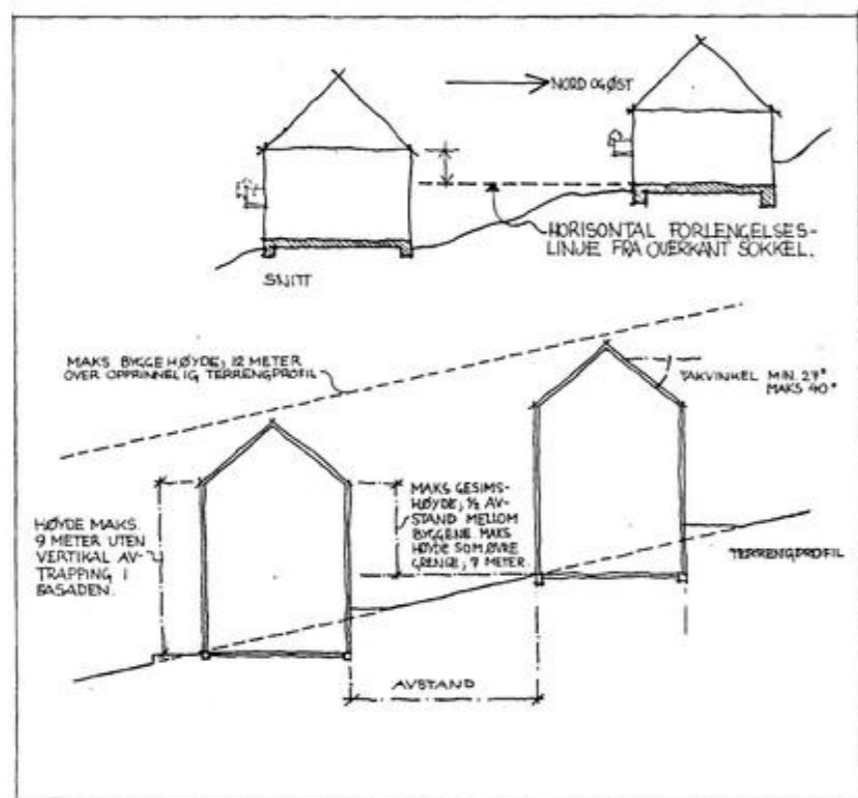 NORD OG ØST
HORISONTAL FORLENGELSES-
LINJE FRA OVERKANT SOKKEL.
SNITT
MAKS BYGGEHØYDE; 12 METER
OVER OPPRINNELIG TERRENGPROFIL
TAKVINKEL MIN. 27°
MAKS 40°
HØYDE MAKS.
9 METER UTEN
VERTIKAL AV-
TRAPPING I
FASADEN.
MAKS GESIMS-
HØYDE; ½ AV-
STAND MELLOM
BYGGENE MAKS
HØYDE SOM ØVRE
GRENSE; 7 METER.
TERRENGPROFIL
AVSTAND